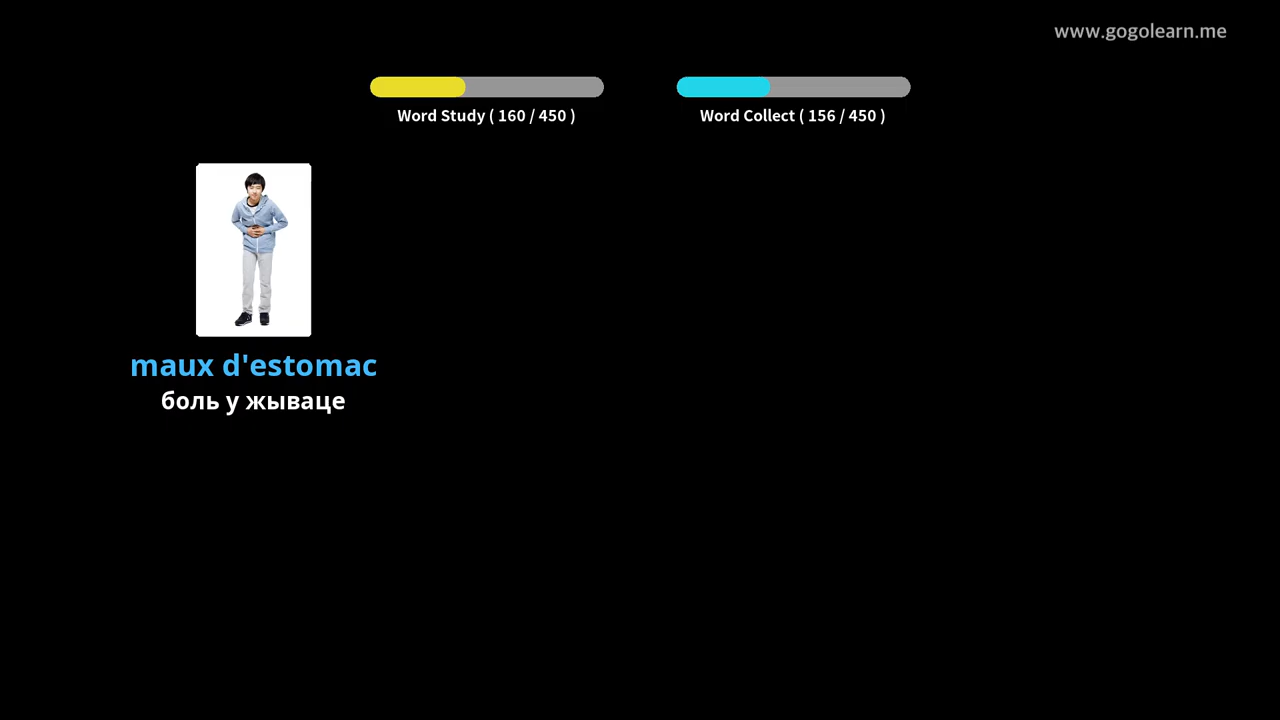 www.gogolearn.me
Word Study ( 160 / 450 )
Word Collect ( 156 / 450 )
maux d'estomac
боль у жываце